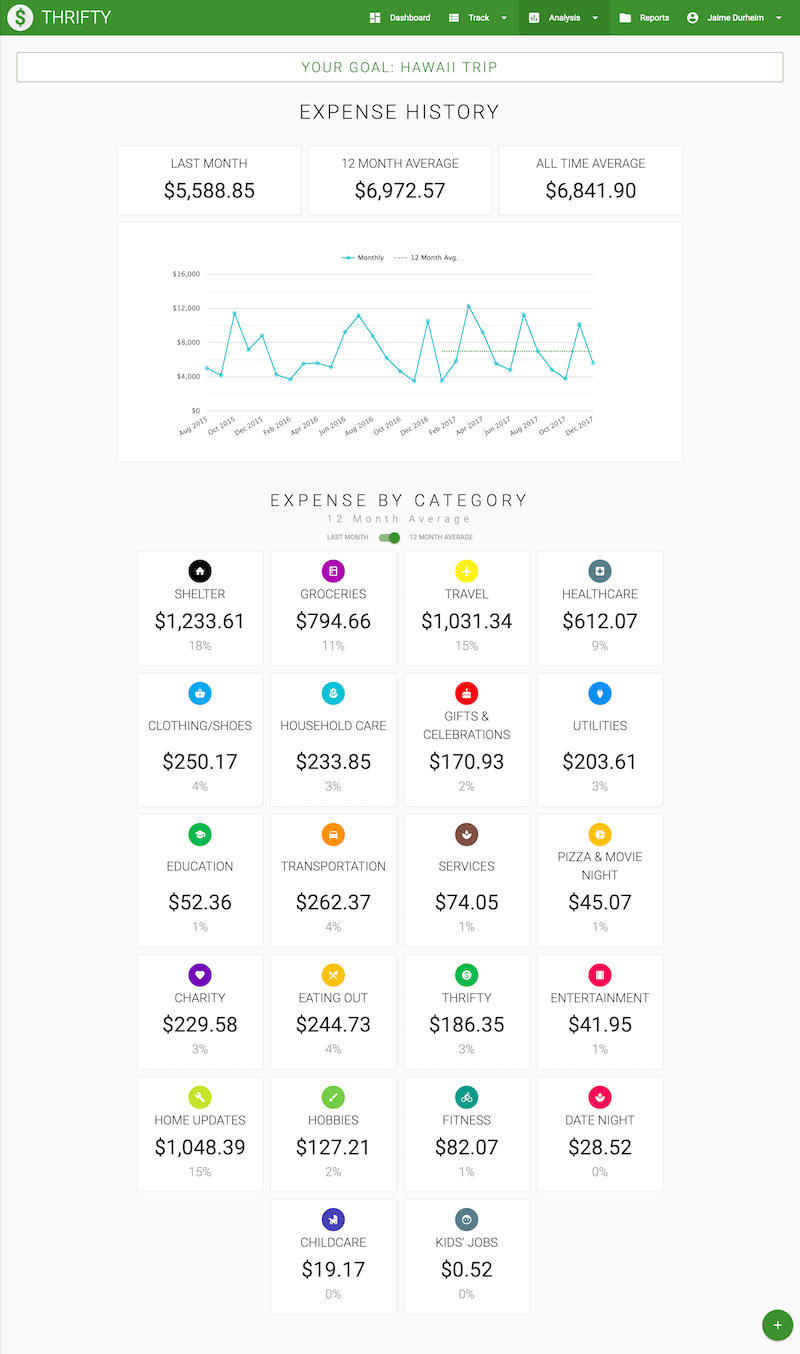 THRIFTY
Dashboard
Track
Analysis
Reports
Jaime Durheim
YOUR GOAL: HAWAII TRIP
EXPENSE HISTORY
LAST MONTH
$5,588.85
12 MONTH AVERAGE
$6,972.57
ALL TIME AVERAGE
$6,841.90
Monthly
12 Month Avg.
$16,000
$12,000
$8,000
$4,000
$0
Aug 2015
Oct 2015
Dec 2015
Feb 2016
Apr 2016
Jun 2016
Aug 2016
Oct 2016
Dec 2016
Feb 2017
Apr 2017
Jun 2017
Aug 2017
Oct 2017
Dec 2017
EXPENSE BY CATEGORY
12 Month Average
LAST MONTH
12 MONTH AVERAGE
SHELTER
$1,233.61
18%
GROCERIES
$794.66
11%
TRAVEL
$1,031.34
15%
HEALTHCARE
$612.07
9%
CLOTHING/SHOES
$250.17
4%
HOUSEHOLD CARE
$233.85
3%
GIFTS &
CELEBRATIONS
$170.93
2%
UTILITIES
$203.61
3%
EDUCATION
$52.36
1%
TRANSPORTATION
$262.37
4%
SERVICES
$74.05
1%
PIZZA & MOVIE
NIGHT
$45.07
1%
CHARITY
$229.58
3%
EATING OUT
$244.73
4%
THRIFTY
$186.35
3%
ENTERTAINMENT
$41.95
1%
HOME UPDATES
$1,048.39
15%
HOBBIES
$127.21
2%
FITNESS
$82.07
1%
DATE NIGHT
$28.52
0%
CHILDCARE
$19.17
0%
KIDS' JOBS
$0.52
0%